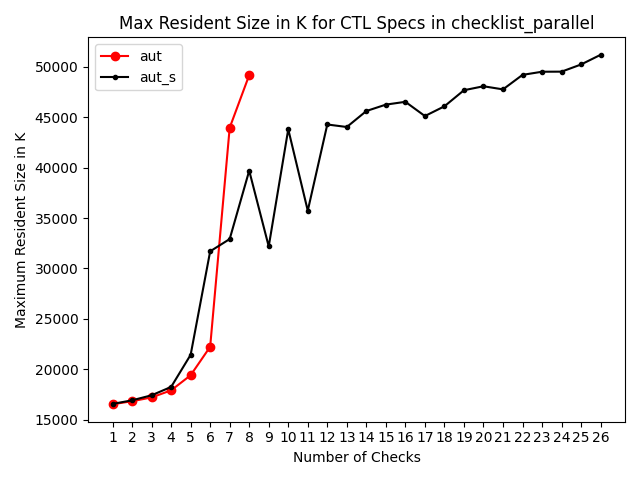 Max Resident Size in K for CTL Specs in checklist_parallel
aut
aut_s
Maximum Resident Size in K
50000
45000
40000
35000
30000
25000
20000
15000
1 2 3 4 5 6 7 8 9 10 11 12 13 14 15 16 17 18 19 20 21 22 23 24 25 26
Number of Checks